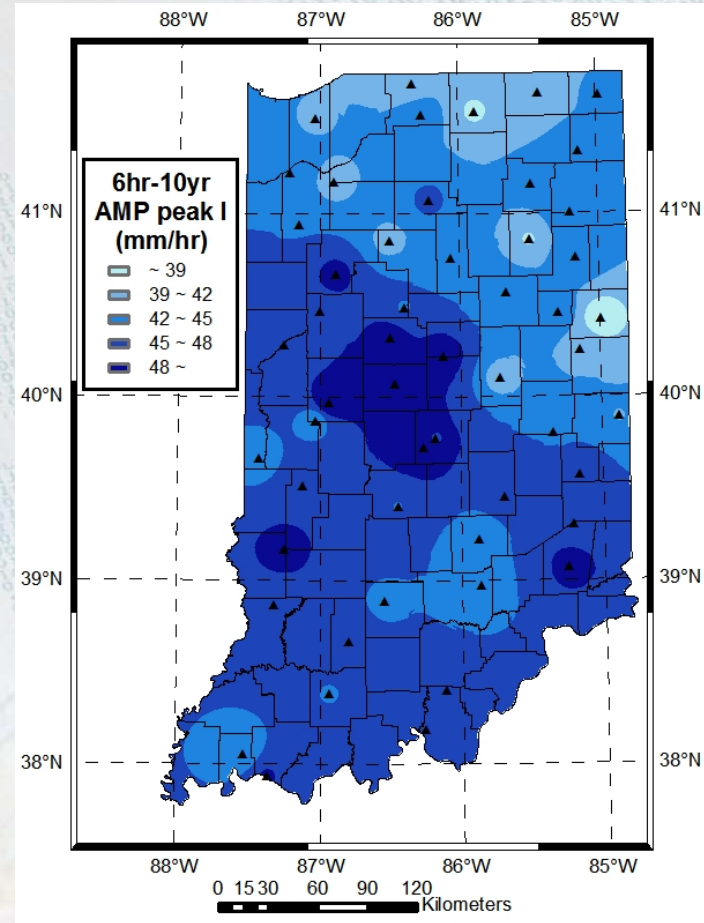 88°W 87°W 86°W 85°W
6hr-10yr
AMP peak I
(mm/hr)
~ 39
39 ~ 42
42 ~ 45
45 ~ 48
48 ~
41°N 41°N
40°N 40°N
39°N 39°N
38°N 38°N
88°W 87°W 86°W 85°W
0 15 30 60 90 120
Kilometers